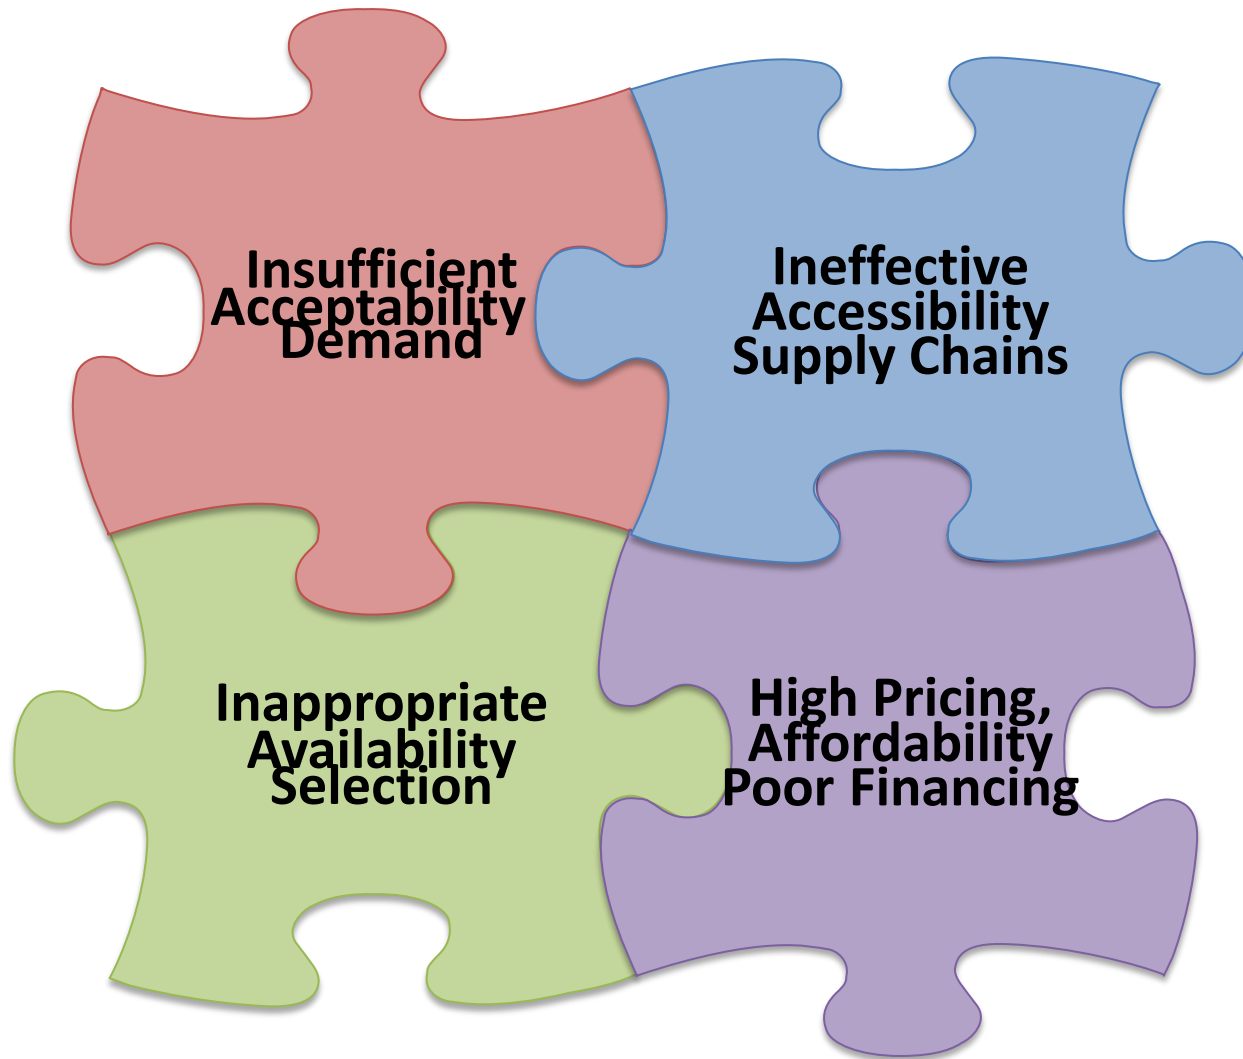 Insufficient
Acceptability
Demand
Ineffective
Accessibility
Supply Chains
Inappropriate
Availability
Selection
High Pricing,
Affordability
Poor Financing